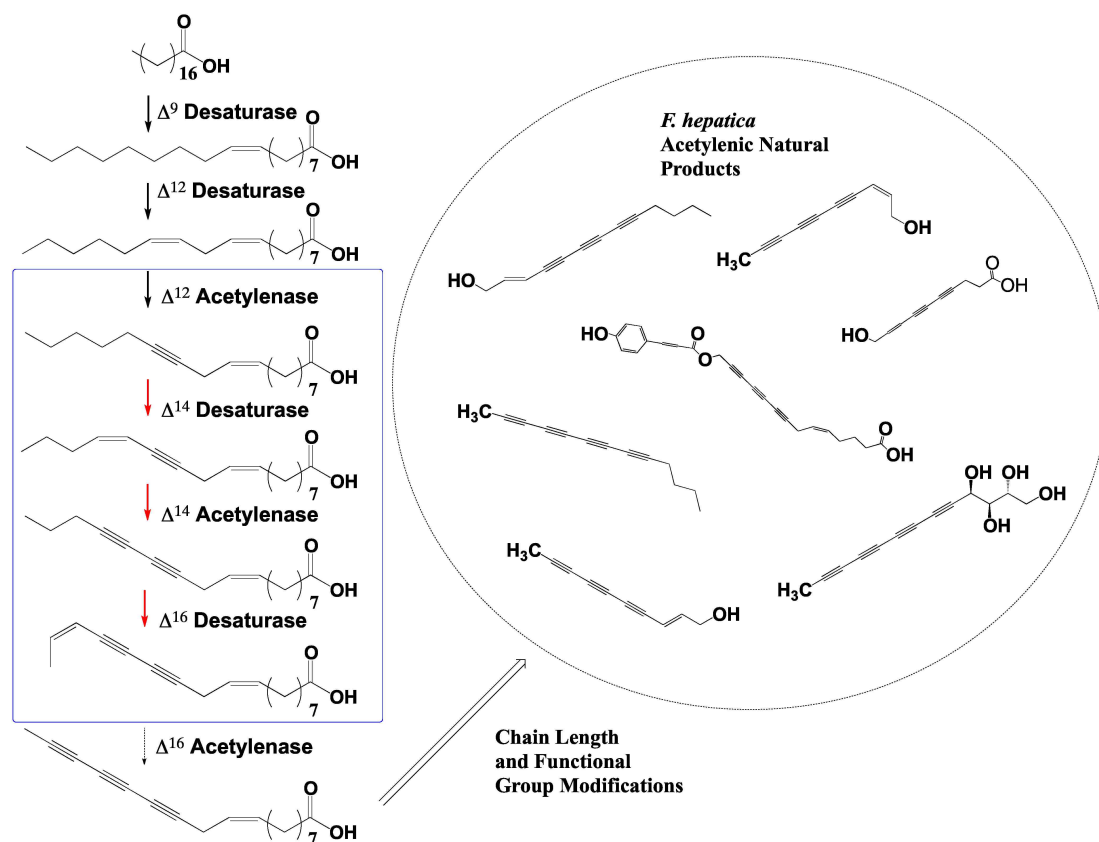 O
16
OH
Δ9 Desaturase
O
7
OH
Δ12 Desaturase
O
7
OH
Δ12 Acetylenase
O
7
OH
Δ14 Desaturase
O
7
OH
Δ14 Acetylenase
O
7
OH
Δ16 Desaturase
O
7
OH
Δ16 Acetylenase
O
7
OH
Chain Length
and Functional
Group Modifications
F. hepatica
Acetylenic Natural
Products
HO
H3C
OH
O
OH
HO
HO
O
O
O
OH
H3C
OH
OH
OH
OH
H3C
H3C
OH